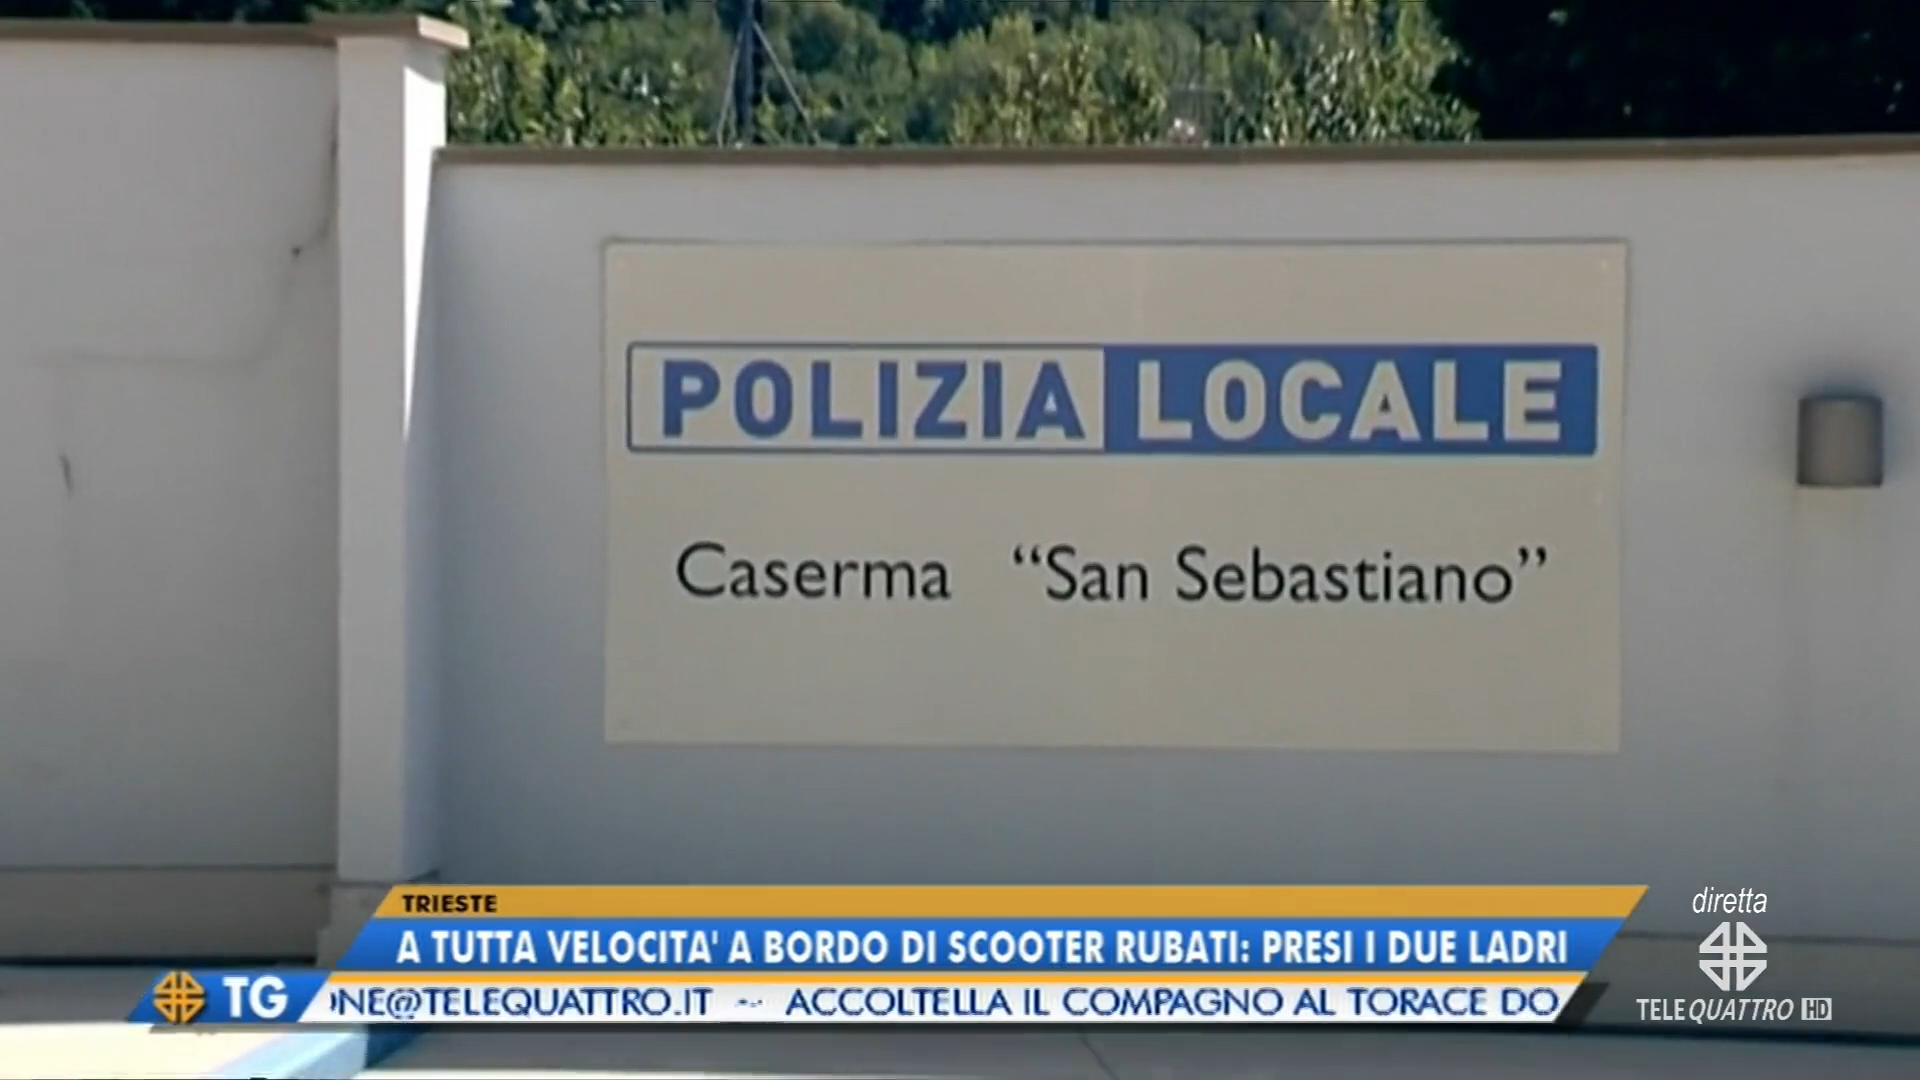 POLIZIA LOCALE
Caserma "San Sebastiano"
TRIESTE
A TUTTA VELOCITA' A BORDO DI SCOOTER RUBATI: PRESI I DUE LADRI
TG
NE@TELEQUATTRO.IT -- ACCOLTELLA IL COMPAGNO AL TORACE DO
diretta
TELEQUATTRO HD